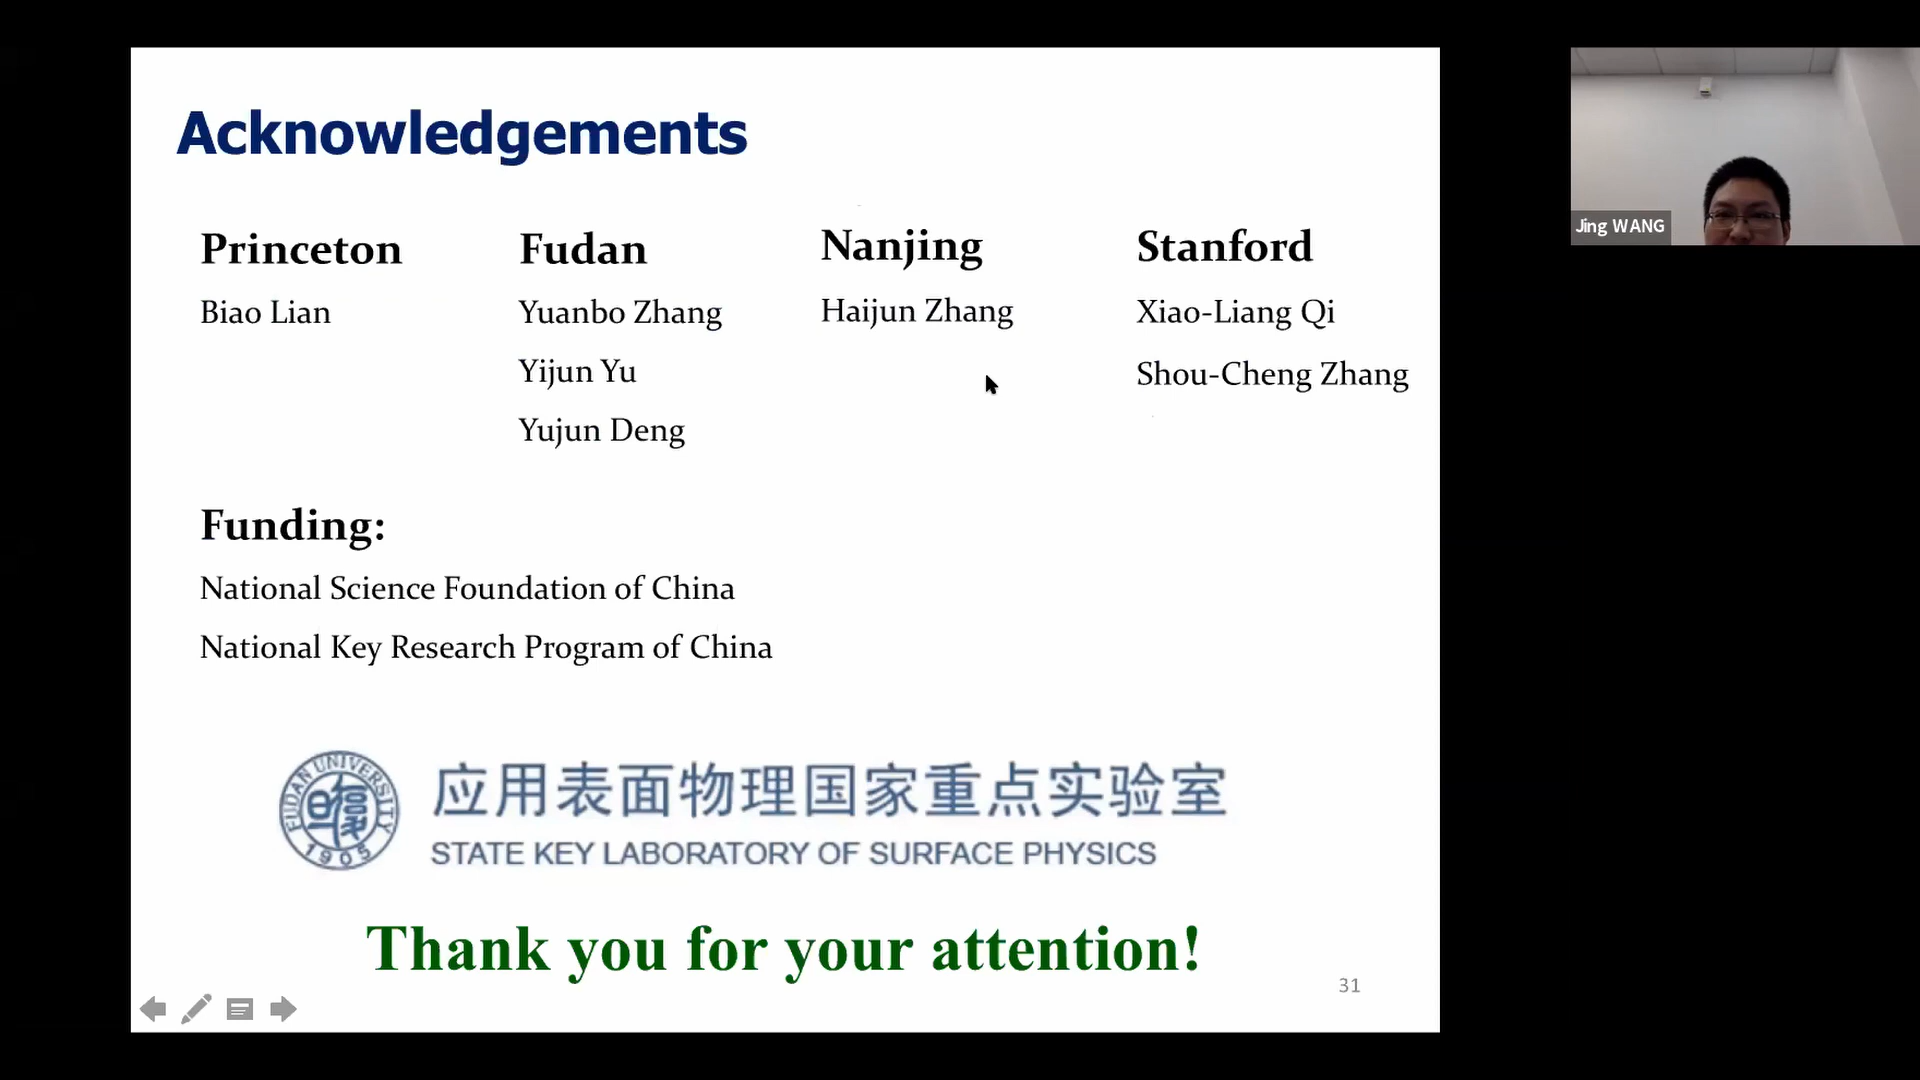 Acknowledgements
Princeton
Biao Lian
Fudan
Yuanbo Zhang
Yijun Yu
Yujun Deng
Nanjing
Haijun Zhang
Stanford
Xiao-Liang Qi
Shou-Cheng Zhang
Funding:
National Science Foundation of China
National Key Research Program of China
FUDAN UNIVERSITY
1905
应用表面物理国家重点实验室
STATE KEY LABORATORY OF SURFACE PHYSICS
Thank you for your attention!
31
Jing WANG